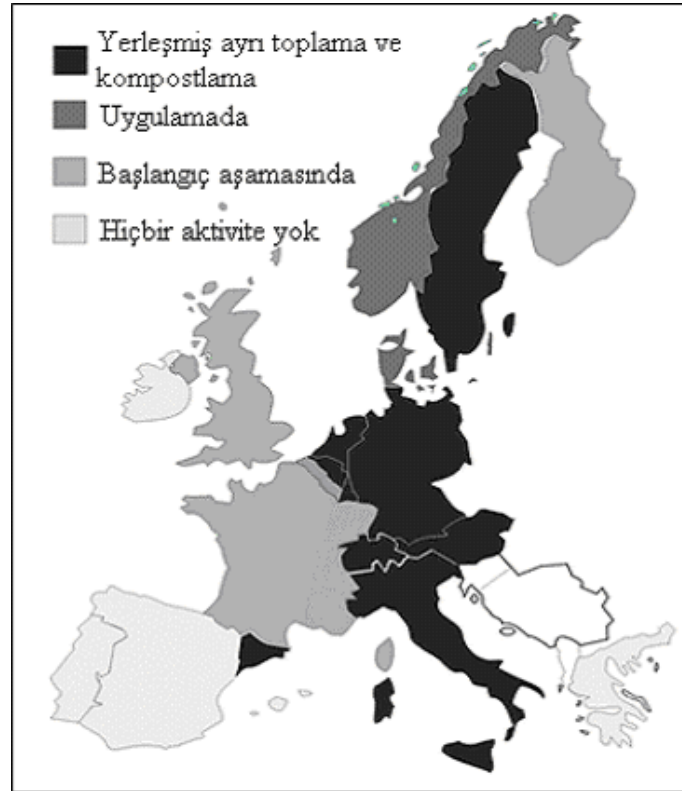 Yerleşmiş ayrı toplama ve
kompostlama
Uygulamada
Başlangıç aşamasında
Hiçbir aktivite yok